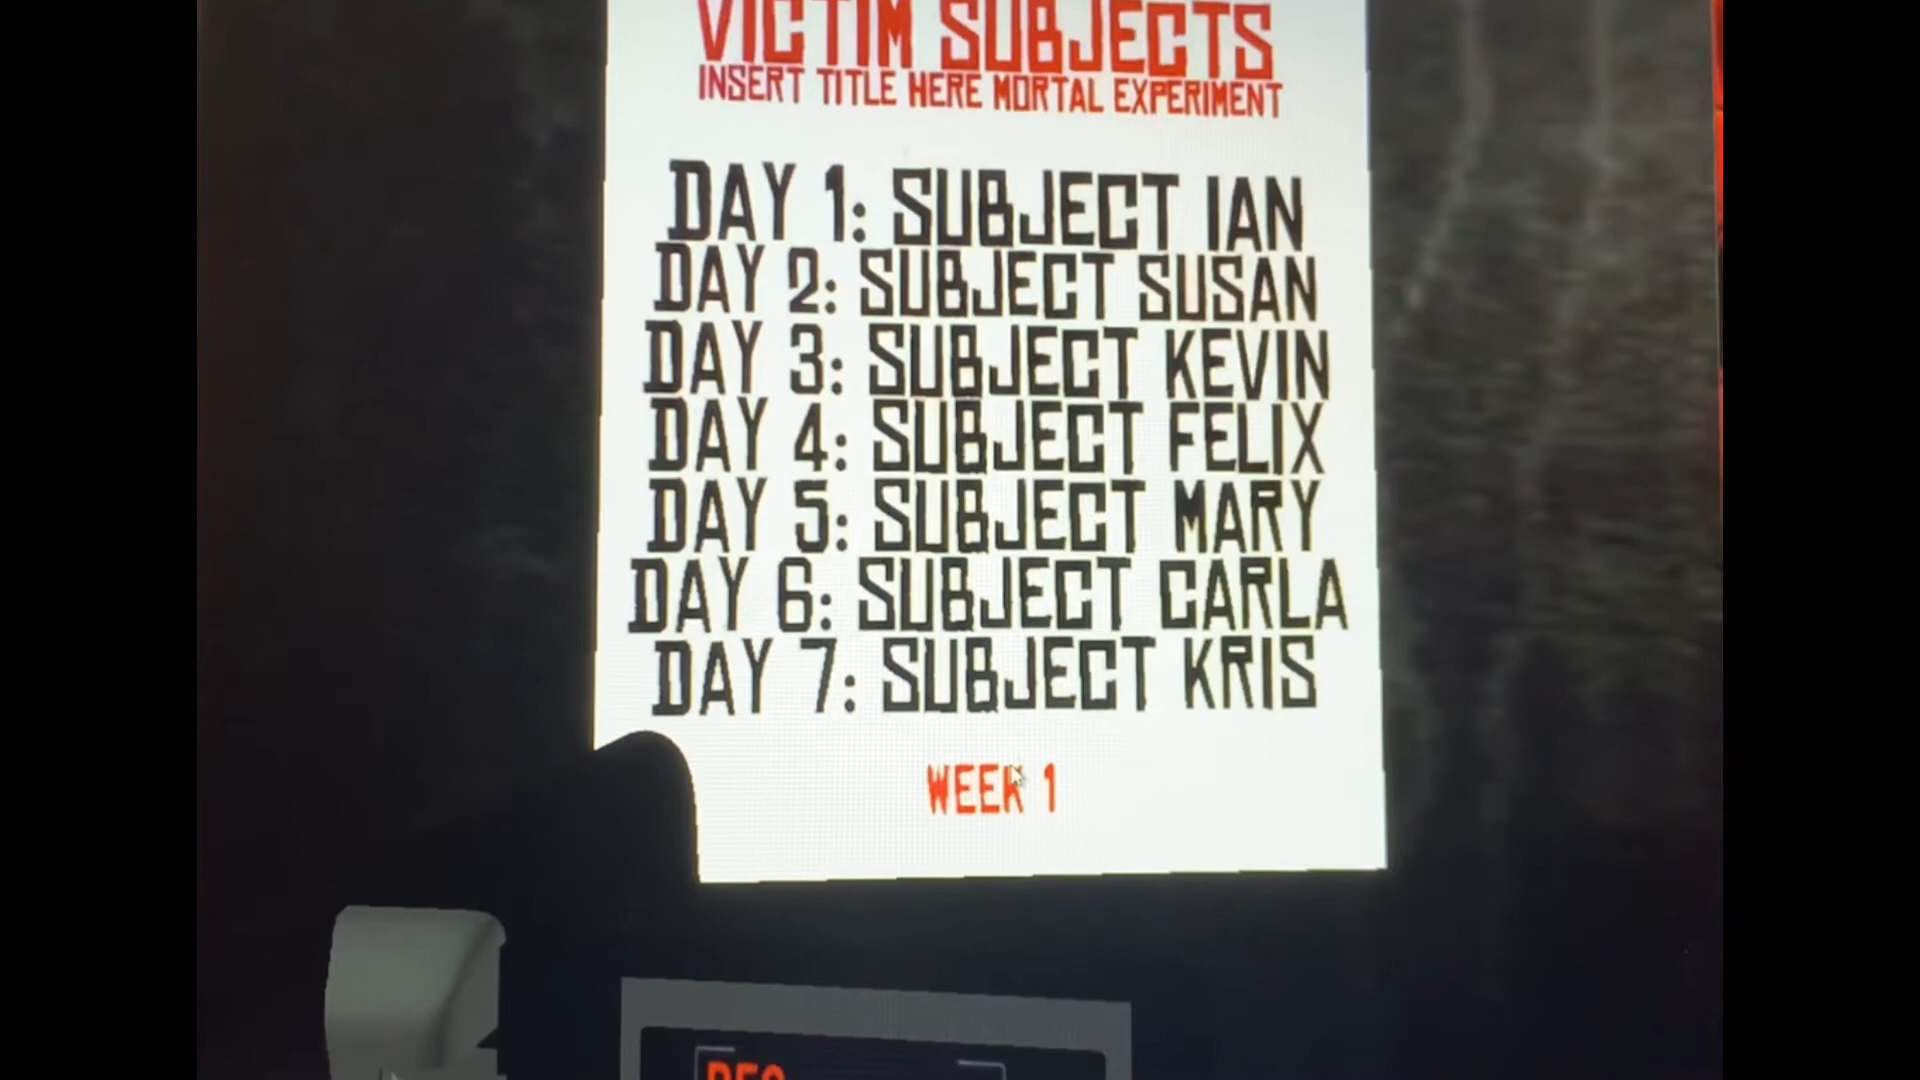 VICTIM SUBJECTS
INSERT TITLE HERE MORTAL EXPERIMENT
DAY 1: SUBJECT IAN
DAY 2: SUBJECT SUSAN
DAY 3: SUBJECT KEVIN
DAY 4: SUBJECT FELIX
DAY 5: SUBJECT MARY
DAY 6: SUBJECT CARLA
DAY 7: SUBJECT KRIS
WEEK 1